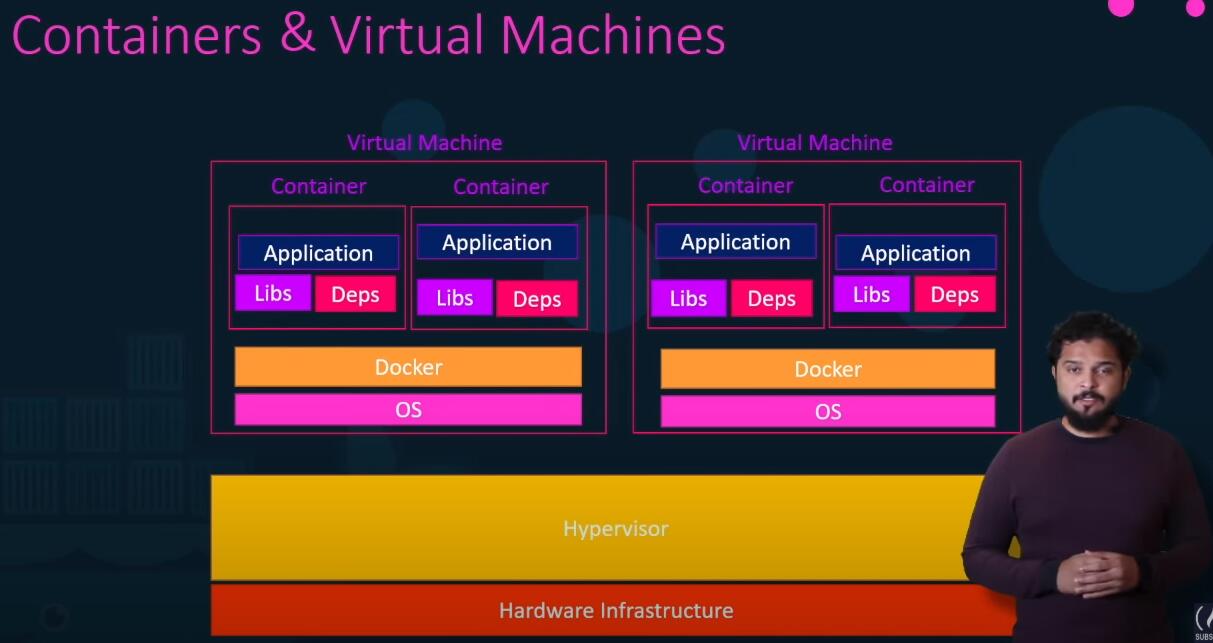 Containers & Virtual Machines
Virtual Machine
Virtual Machine
Container
Container
Container
Container
Application
Application
Application
Application
Libs
Deps
Libs
Deps
Libs
Deps
Libs
Deps
Docker
Docker
OS
OS
Hypervisor
Hardware Infrastructure
SUBS